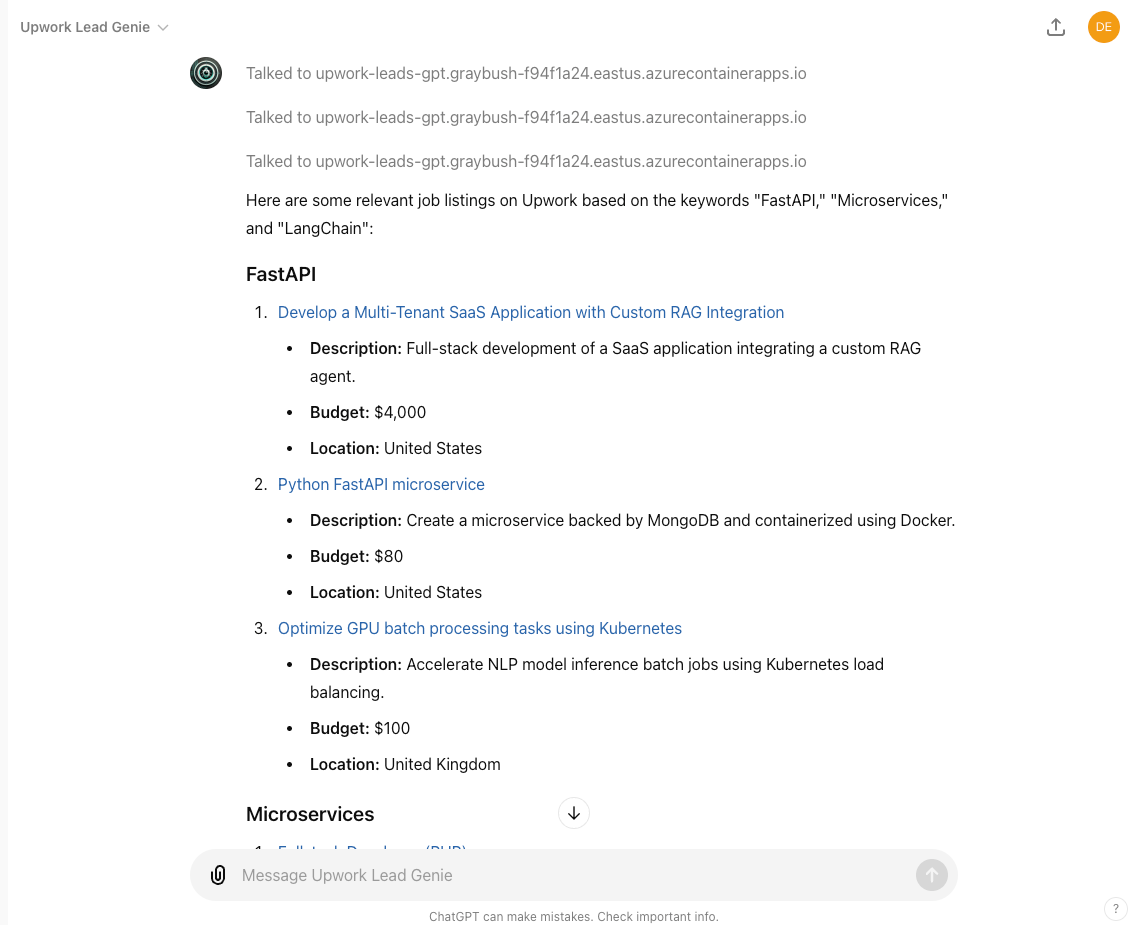 Upwork Lead Genie
DE
Talked to upwork-leads-gpt.graybush-f94f1a24.eastus.azurecontainerapps.io
Talked to upwork-leads-gpt.graybush-f94f1a24.eastus.azurecontainerapps.io
Talked to upwork-leads-gpt.graybush-f94f1a24.eastus.azurecontainerapps.io
Here are some relevant job listings on Upwork based on the keywords "FastAPI," "Microservices,"
and "LangChain":
FastAPI
1. Develop a Multi-Tenant SaaS Application with Custom RAG Integration
• Description: Full-stack development of a SaaS application integrating a custom RAG
agent.
• Budget: $4,000
• Location: United States
2. Python FastAPI microservice
• Description: Create a microservice backed by MongoDB and containerized using Docker.
• Budget: $80
• Location: United States
3. Optimize GPU batch processing tasks using Kubernetes
• Description: Accelerate NLP model inference batch jobs using Kubernetes load
balancing.
• Budget: $100
• Location: United Kingdom
Microservices
Message Upwork Lead Genie
ChatGPT can make mistakes. Check important info.
?